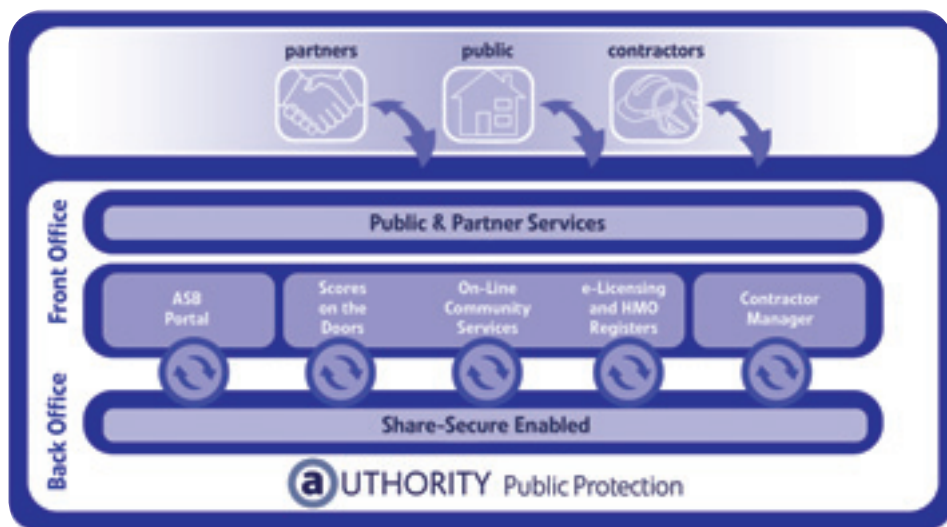 partners public contractors
Front Office
Public & Partner Services
ASB
Portal
Scores
on the
Doors
On-Line
Community
Services
e-Licensing
and HMO
Registers
Contractor
Manager
Back Office
Share-Secure Enabled
aUTHORITY Public Protection